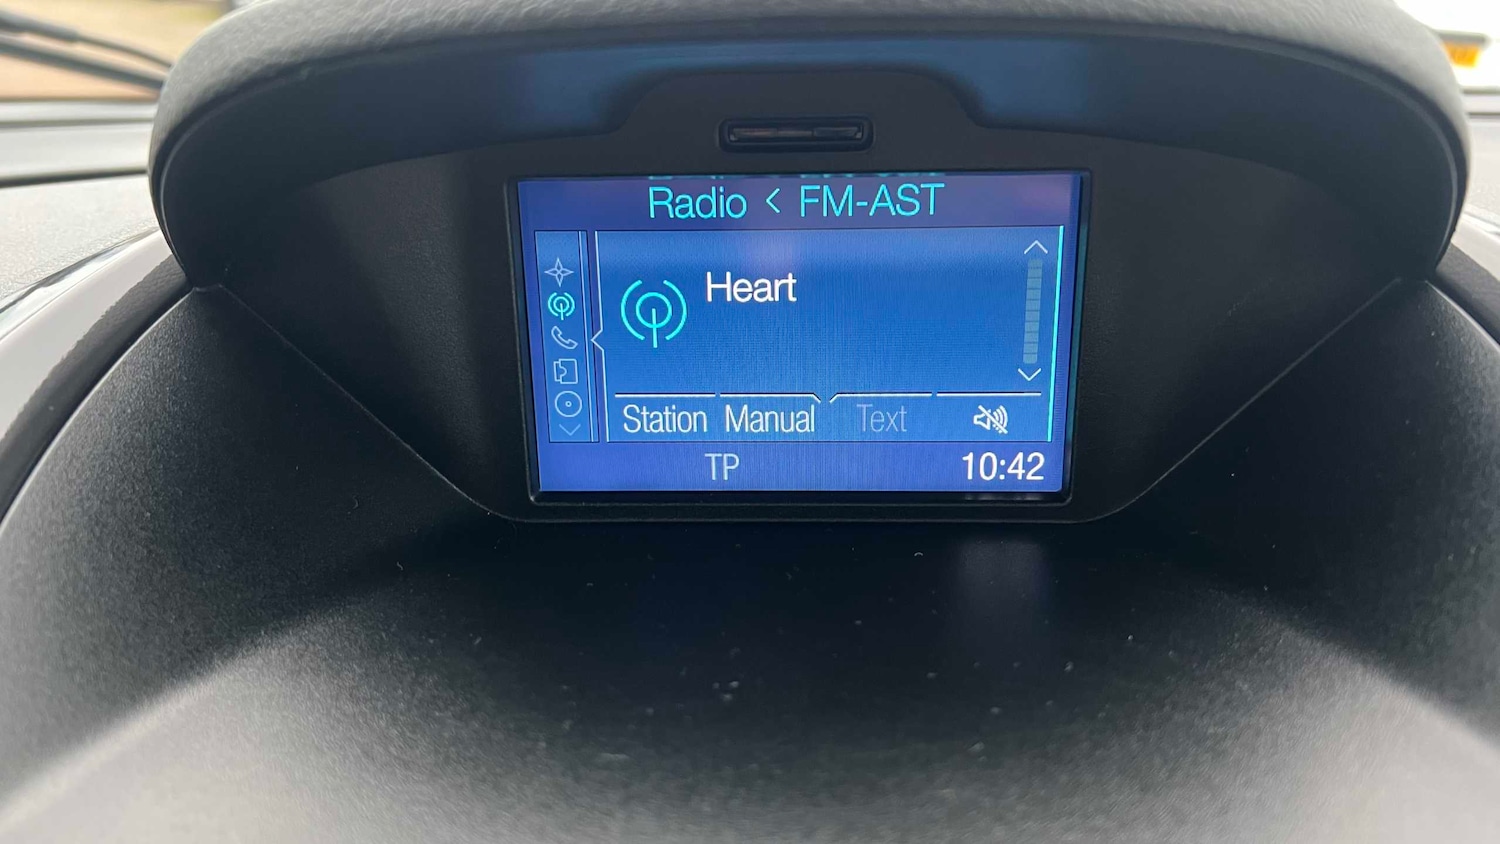 Radio < FM-AST
Heart
Station Manual Text
TP 10:42